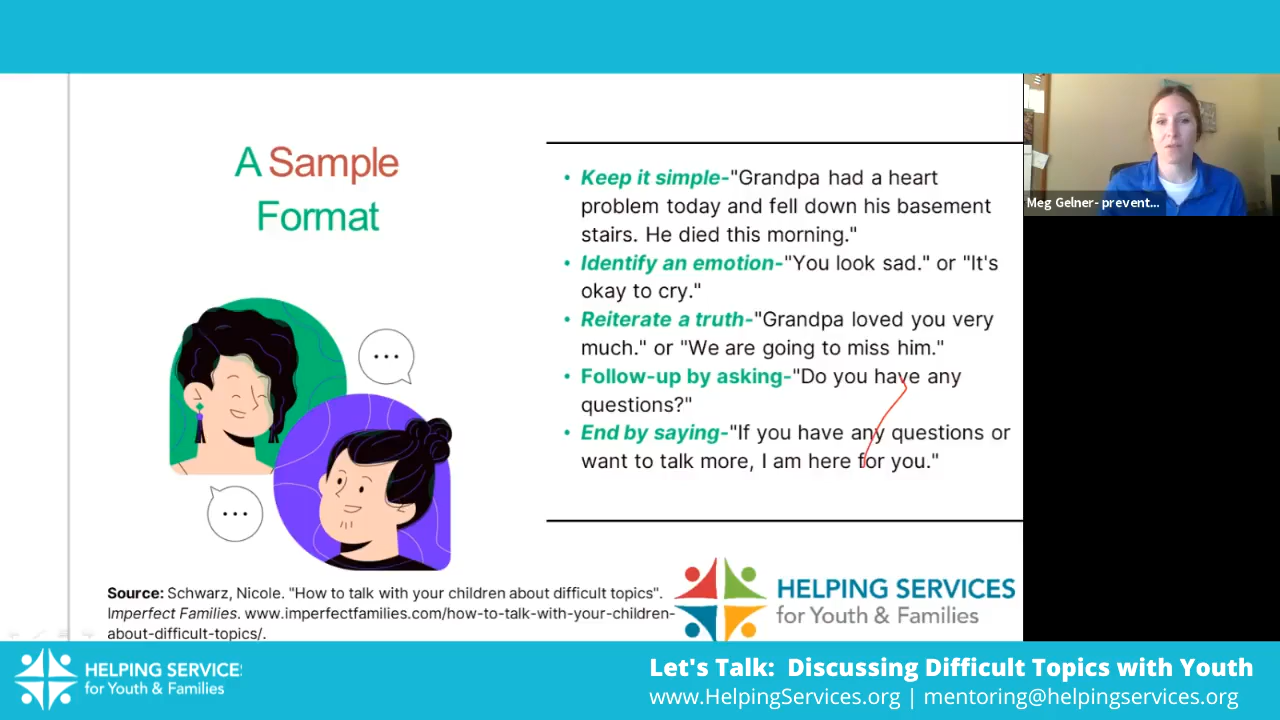 A Sample
Format
• Keep it simple-"Grandpa had a heart
problem today and fell down his basement
stairs. He died this morning."
• Identify an emotion-"You look sad." or "It's
okay to cry."
• Reiterate a truth-"Grandpa loved you very
much." or "We are going to miss him."
• Follow-up by asking-"Do you have any
questions?"
• End by saying-"If you have any questions or
want to talk more, I am here for you."
Meg Gelner- prevent...
Source: Schwarz, Nicole. "How to talk with your children about difficult topics".
Imperfect Families. www.imperfectfamilies.com/how-to-talk-with-your-children-
about-difficult-topics/.
HELPING SERVICES
for Youth & Families
HELPING SERVICES
for Youth & Families
Let's Talk: Discussing Difficult Topics with Youth
www.HelpingServices.org | mentoring@helpingservices.org